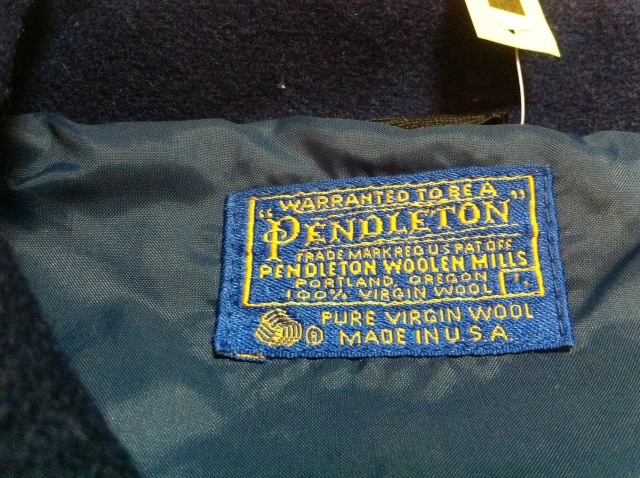 WARRANTED TO BE A
"PENDLETON"
TRADE MARK REG U.S. PAT OFF
PENDLETON WOOLEN MILLS
PORTLAND, OREGON
100% VIRGIN WOOL
® PURE VIRGIN WOOL
MADE IN U.S.A.